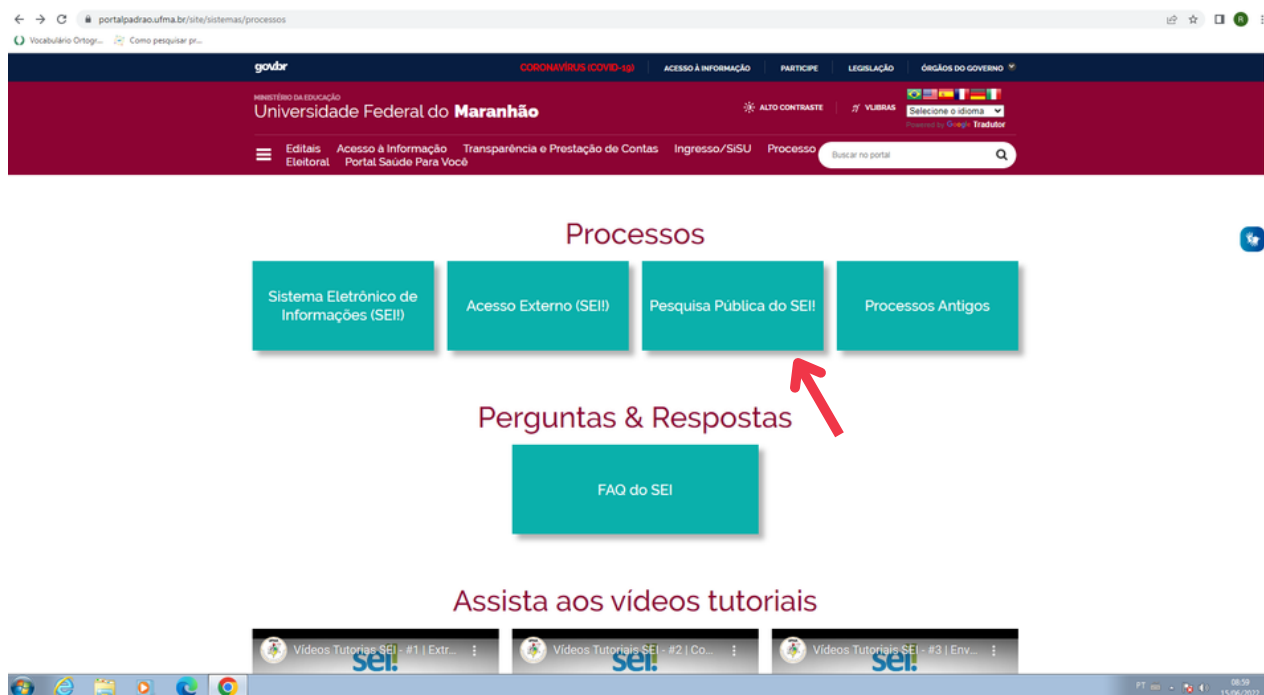 portalpadrao.ufma.br/site/sistemas/processos
R
Vocabulário Ortogr...
Como pesquisar pr...
govbr
CORONAVÍRUS (COVID-19)
ACESSO À INFORMAÇÃO
PARTICIPE
LEGISLAÇÃO
ÓRGÃOS DO GOVERNO
MINISTÉRIO DA EDUCAÇÃO
Universidade Federal do Maranhão
ALTO CONTRASTE
VLIBRAS
Selecione o idioma
Powered by Google Tradutor
Editais Acesso à Informação Transparência e Prestação de Contas Ingresso/SiSU Processo
Eleitoral Portal Saúde Para Você
Buscar no portal
Processos
Sistema Eletrônico de
Informações (SEI!)
Acesso Externo (SEI!)
Pesquisa Pública do SEI!
Processos Antigos
Perguntas & Respostas
FAQ do SEI
Assista aos vídeos tutoriais
Vídeos Tutorias SEI - #1 | Extr...
sei!
Vídeos Tutoriais SEI - #2 | Co...
sei!
Vídeos Tutoriais SEI - #3 | Env...
sei!
PT
08:59
15/06/2022